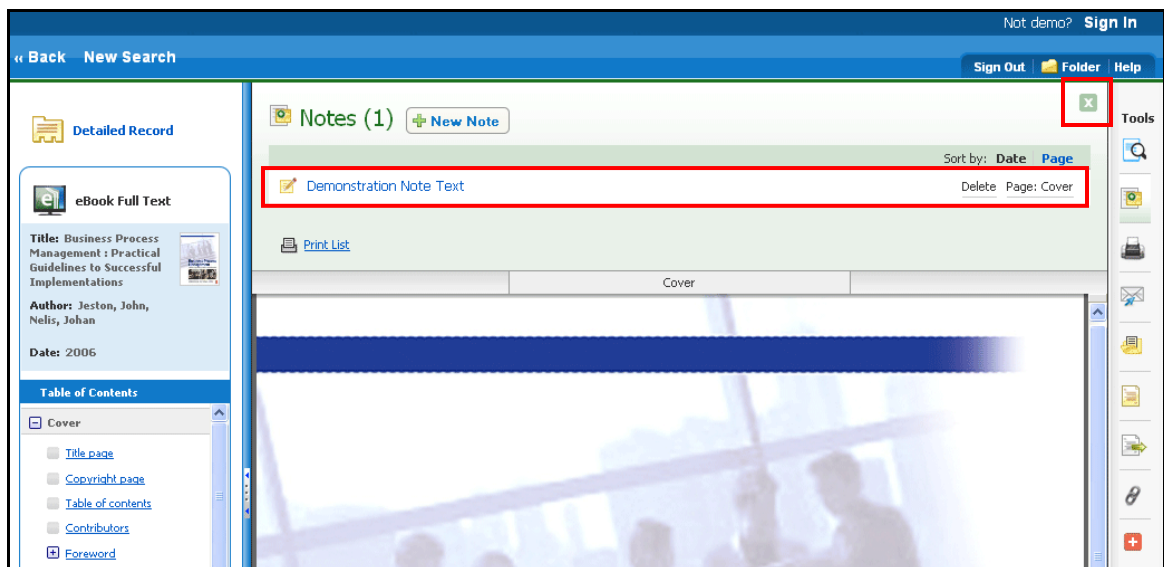 Not demo? Sign In
‹‹ Back New Search
Sign Out Folder Help
Detailed Record
eBook Full Text
Title: Business Process
Management : Practical
Guidelines to Successful
Implementations
Author: Jeston, John,
Nelis, Johan
Date: 2006
Table of Contents
Cover
Title page
Copyright page
Table of contents
Contributors
Foreword
Notes (1) New Note
Sort by: Date Page
Demonstration Note Text Delete Page: Cover
Print List
Cover
Tools